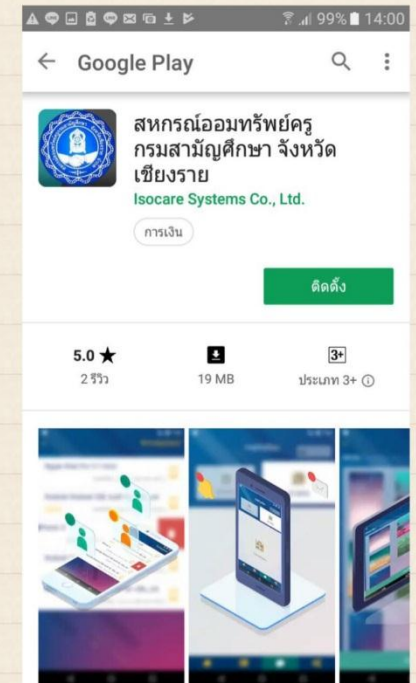 99% 14:00
Google Play
สหกรณ์ออมทรัพย์ครู
กรมสามัญศึกษา จังหวัด
เชียงราย
Isocare Systems Co., Ltd.
การเงิน
ติดตั้ง
5.0 ★
2 รีวิว
19 MB
3+
ประเภท 3+